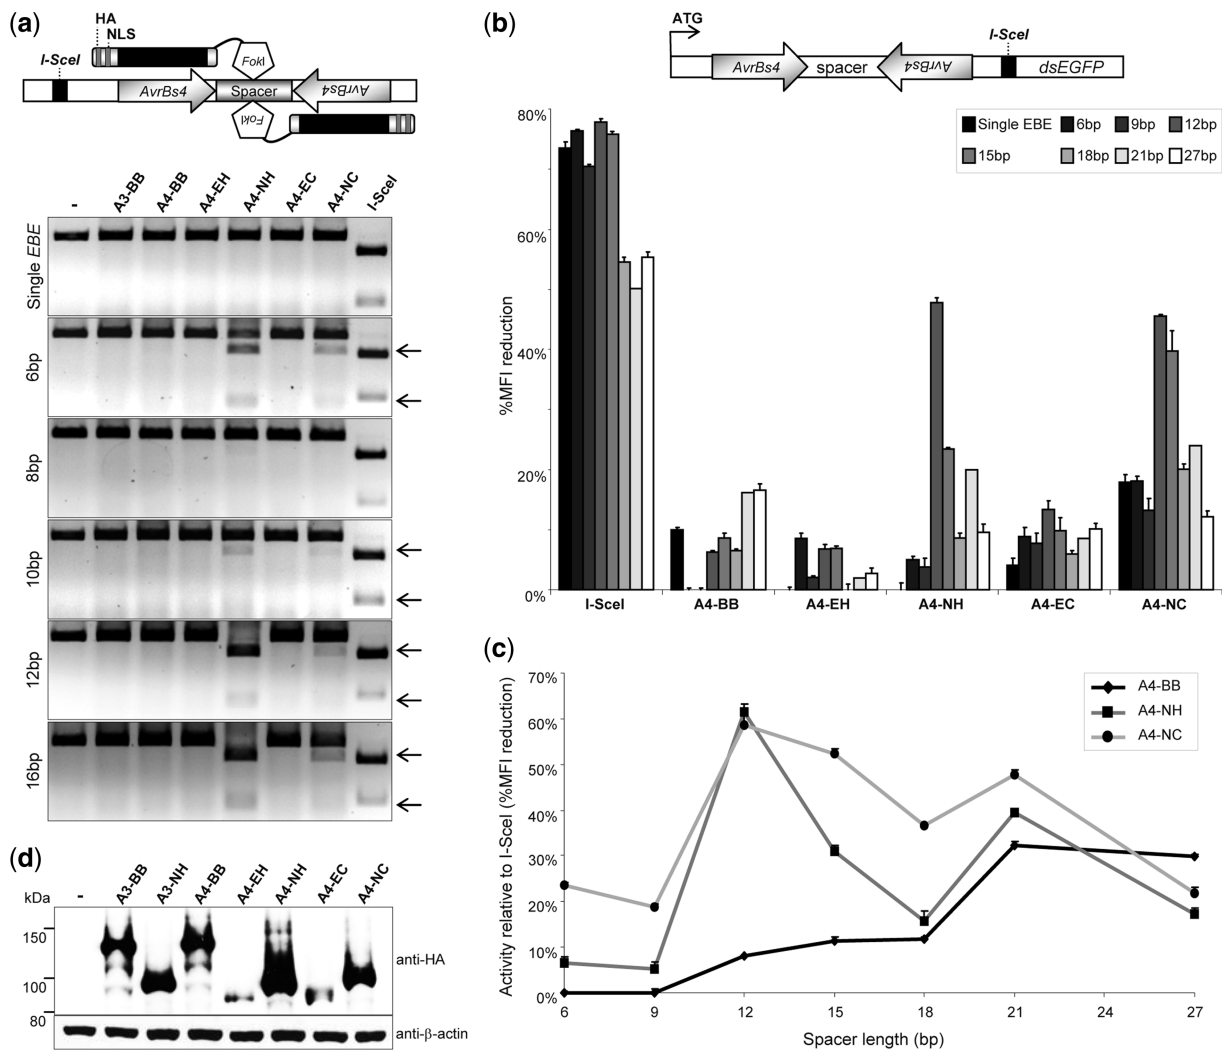 (a)
HA
NLS
I-SceI
FokI
AvrBs4
Spacer
AvrBs4
FokI
-
A3-BB
A4-BB
A4-EH
A4-NH
A4-EC
A4-NC
I-SceI
Single EBE
6bp
8bp
10bp
12bp
16bp
(b)
ATG
I-SceI
AvrBs4
spacer
AvrBs4
dsEGFP
80%
60%
40%
20%
0%
%MFI reduction
Single EBE
6bp
9bp
12bp
15bp
18bp
21bp
27bp
I-SceI
A4-BB
A4-EH
A4-NH
A4-EC
A4-NC
(c)
70%
60%
50%
40%
30%
20%
10%
0%
Activity relative to I-SceI (%MFI reduction)
A4-BB
A4-NH
A4-NC
6
9
12
15
18
21
24
27
Spacer length (bp)
(d)
kDa
-
A3-BB
A3-NH
A4-BB
A4-EH
A4-NH
A4-EC
A4-NC
150
100
80
anti-HA
anti-β-actin